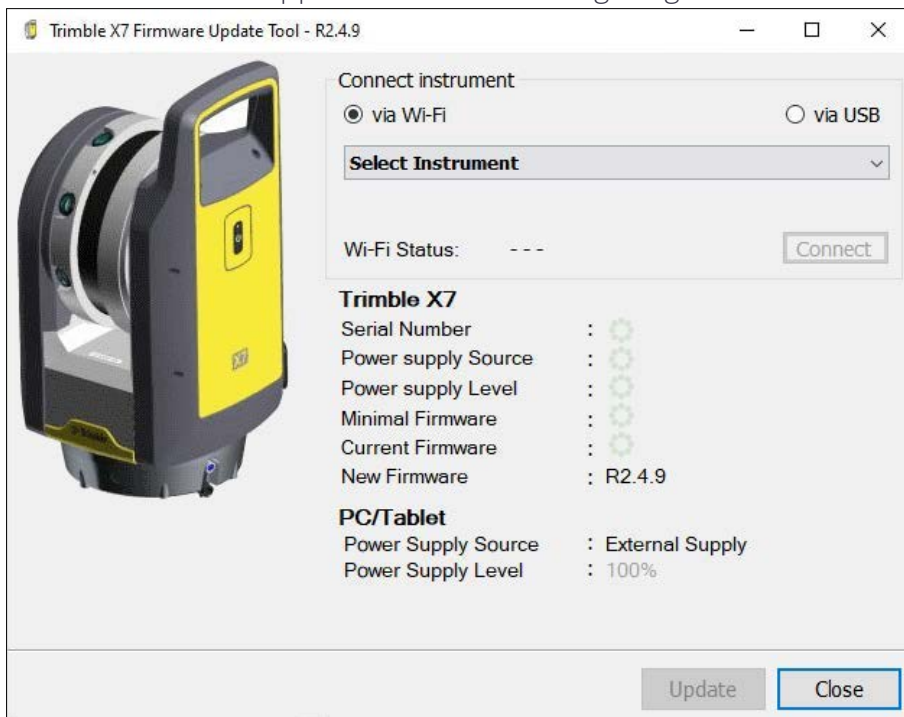 Trimble X7 Firmware Update Tool - R2.4.9
Connect instrument
via Wi-Fi
via USB
Select Instrument
Wi-Fi Status: - - -
Connect
Trimble X7
Serial Number :
Power supply Source :
Power supply Level :
Minimal Firmware :
Current Firmware :
New Firmware : R2.4.9
PC/Tablet
Power Supply Source : External Supply
Power Supply Level : 100%
Update
Close
X7
Trimble